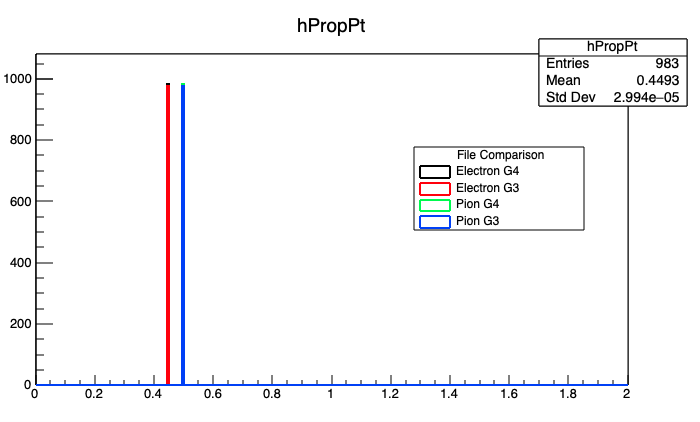 hPropPt
hPropPt
Entries 983
Mean 0.4493
Std Dev 2.994e−05
File Comparison
Electron G4
Electron G3
Pion G4
Pion G3
1000
800
600
400
200
0
0 0.2 0.4 0.6 0.8 1 1.2 1.4 1.6 1.8 2